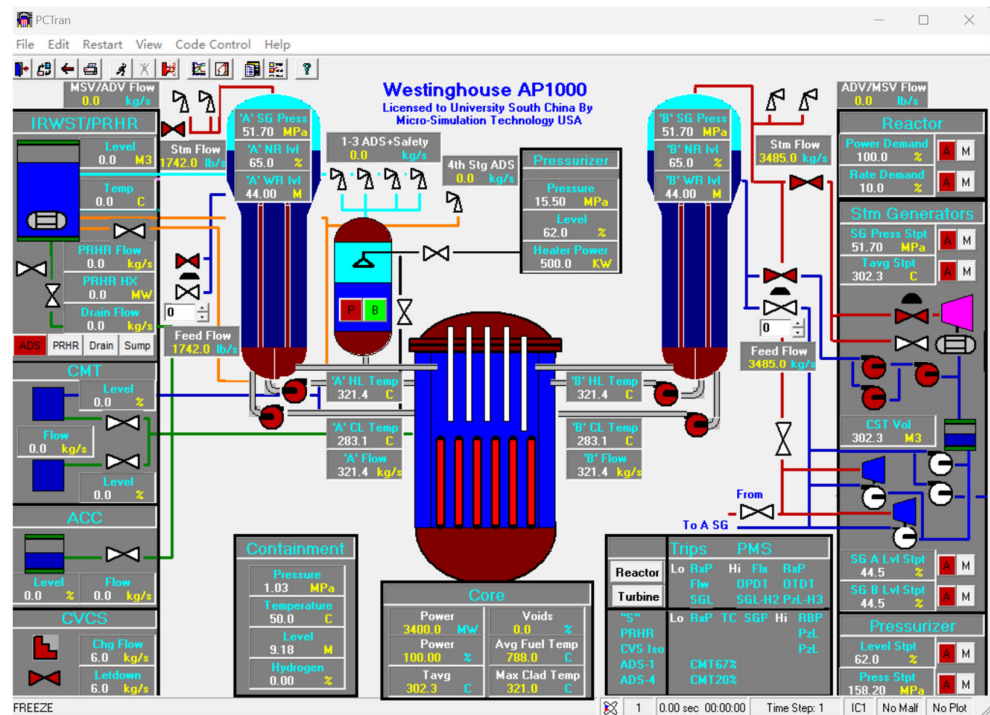 PCTran
File Edit Restart View Code Control Help
Westinghouse AP1000
Licensed to University South China By
Micro-Simulation Technology USA
MSV/ADV Flow
0.0 kg/s
IRWST/PRHR
Level
0.0 M3
Temp
0.0 C
PRHR Flow
0.0 kg/s
PRHR HX
0.0 MW
Drain Flow
0.0 kg/s
ADS PRHR Drain Sump
CMT
Level
0.0 %
Flow
0.0 kg/s
Level
0.0 %
ACC
Level Flow
0.0 % 0.0 kg/s
CVCS
Chg Flow
6.0 kg/s
Letdown
6.0 kg/s
Stm Flow
1742.0 lb/s
'A' SG Press
51.70 MPa
'A' NR lvl
65.0 %
'A' WR lvl
44.00 M
0
Feed Flow
1742.0 lb/s
1-3 ADS+Safety
0.0 kg/s
4th Stg ADS
0.0 kg/s
Pressurizer
Pressure
15.50 MPa
Level
62.0 %
Heater Power
500.0 KW
P B
'A' HL Temp
321.4 C
'A' CL Temp
283.1 C
'A' Flow
321.4 kg/s
'B' HL Temp
321.4 C
'B' CL Temp
283.1 C
'B' Flow
321.4 kg/s
'B' SG Press
51.70 MPa
'B' NR lvl
65.0 %
'B' WR lvl
44.00 M
ADV/MSV Flow
0.0 lb/s
Stm Flow
3485.0 kg/s
0
Feed Flow
3485.0 kg/s
From
To A SG
Reactor
Power Demand
100.0 % A M
Rate Demand
10.0 % A M
Stm Generators
SG Press Stpt
51.70 MPa A M
Tavg Stpt
302.3 C A M
CST Vol
302.3 M3
SG A Lvl Stpt
44.5 % A M
SG B Lvl Stpt
44.5 % A M
Pressurizer
Level Stpt
62.0 % A M
Press Stpt
158.20 MPa A M
Containment
Pressure
1.03 MPa
Temperature
50.0 C
Level
9.18 M
Hydrogen
0.00 %
Core
Power Voids
3400.0 MW 0.0 %
Power Avg Fuel Temp
100.00 % 788.0 C
Tavg Max Clad Temp
302.3 C 321.0 C
Trips PMS
Reactor Lo RxP Hi Flx RxP
Flw OPDT OTDT
Turbine SGL SGL-H2 PzL-H3
"S" Lo RxP TC SGP Hi RBP
PRHR PzL
CVS Iso PzL
ADS-1 CMT67%
ADS-4 CMT20%
FREEZE 1 0.00 sec 00:00:00 Time Step: 1 IC1 No Malf No Plot